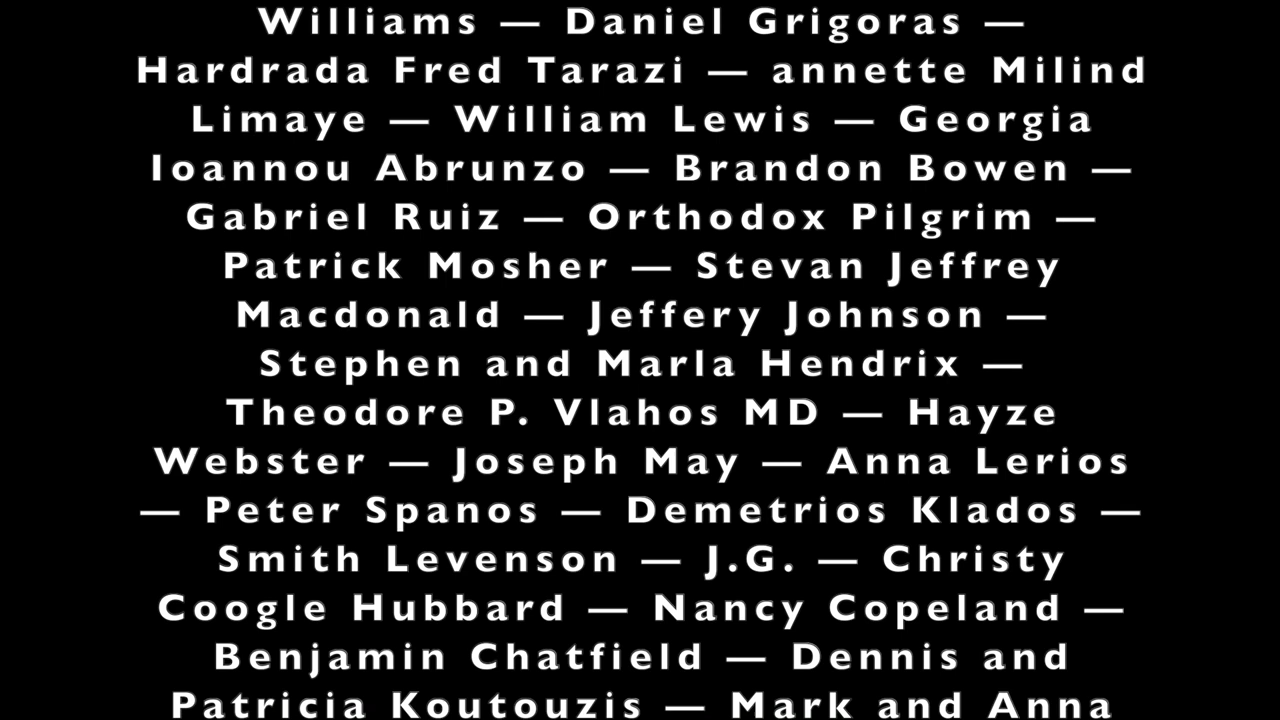 Williams — Daniel Grigoras —
Hardrada Fred Tarazi — annette Milind
Limaye — William Lewis — Georgia
Ioannou Abrunzo — Brandon Bowen —
Gabriel Ruiz — Orthodox Pilgrim —
Patrick Mosher — Stevan Jeffrey
Macdonald — Jeffery Johnson —
Stephen and Marla Hendrix —
Theodore P. Vlahos MD — Hayze
Webster — Joseph May — Anna Lerios
— Peter Spanos — Demetrios Klados —
Smith Levenson — J.G. — Christy
Coogle Hubbard — Nancy Copeland —
Benjamin Chatfield — Dennis and
Patricia Koutouzis — Mark and Anna